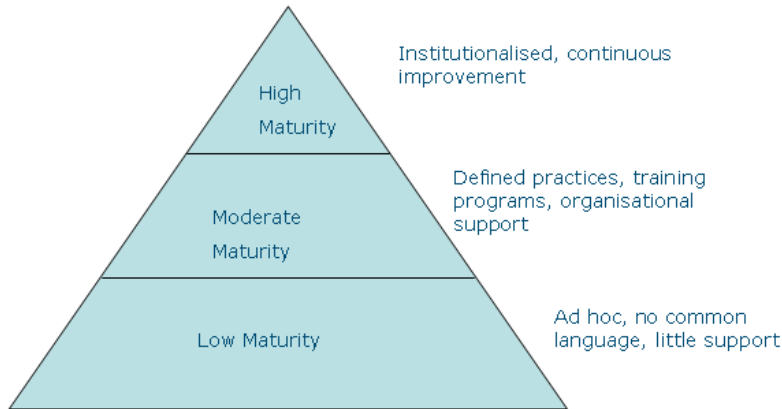 Institutionalised, continuous
improvement
High
Maturity
Defined practices, training
programs, organisational
support
Moderate
Maturity
Ad hoc, no common
language, little support
Low Maturity